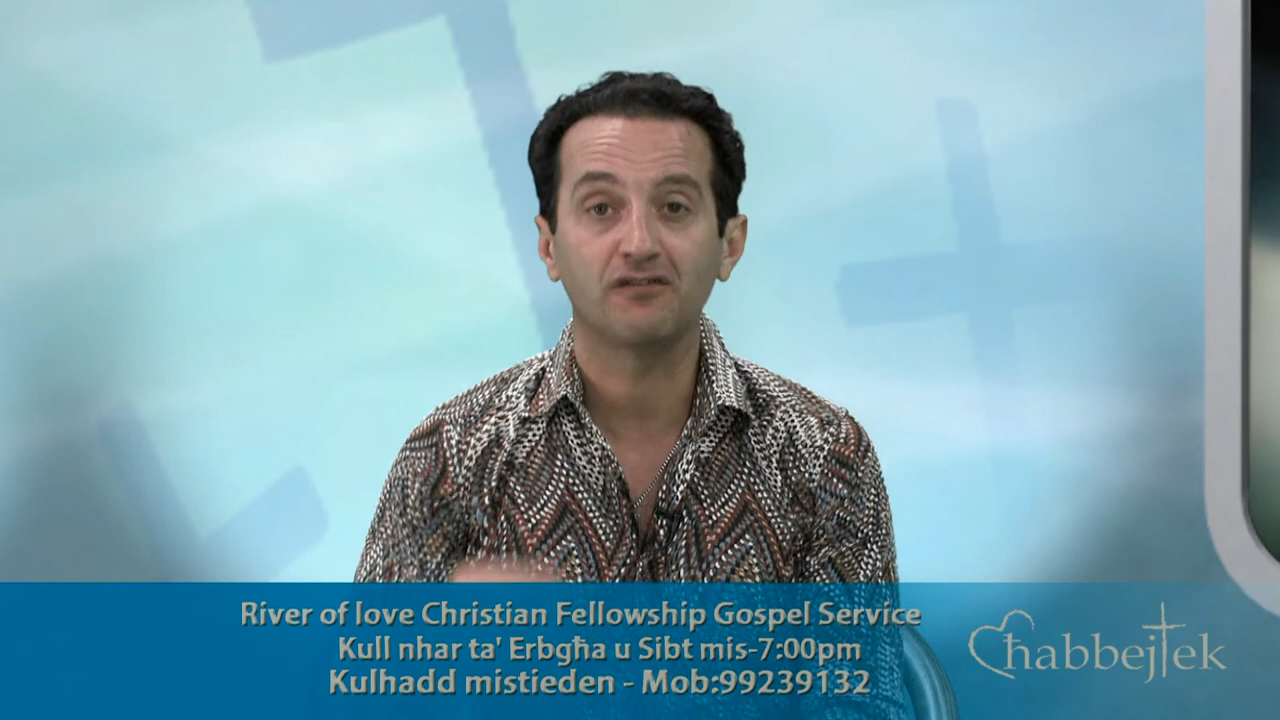 River of love Christian Fellowship Gospel Service
Kull nhar ta' Erbgħa u Sibt mis-7:00pm
Kulhadd mistieden - Mob:99239132
Ħabbejtek